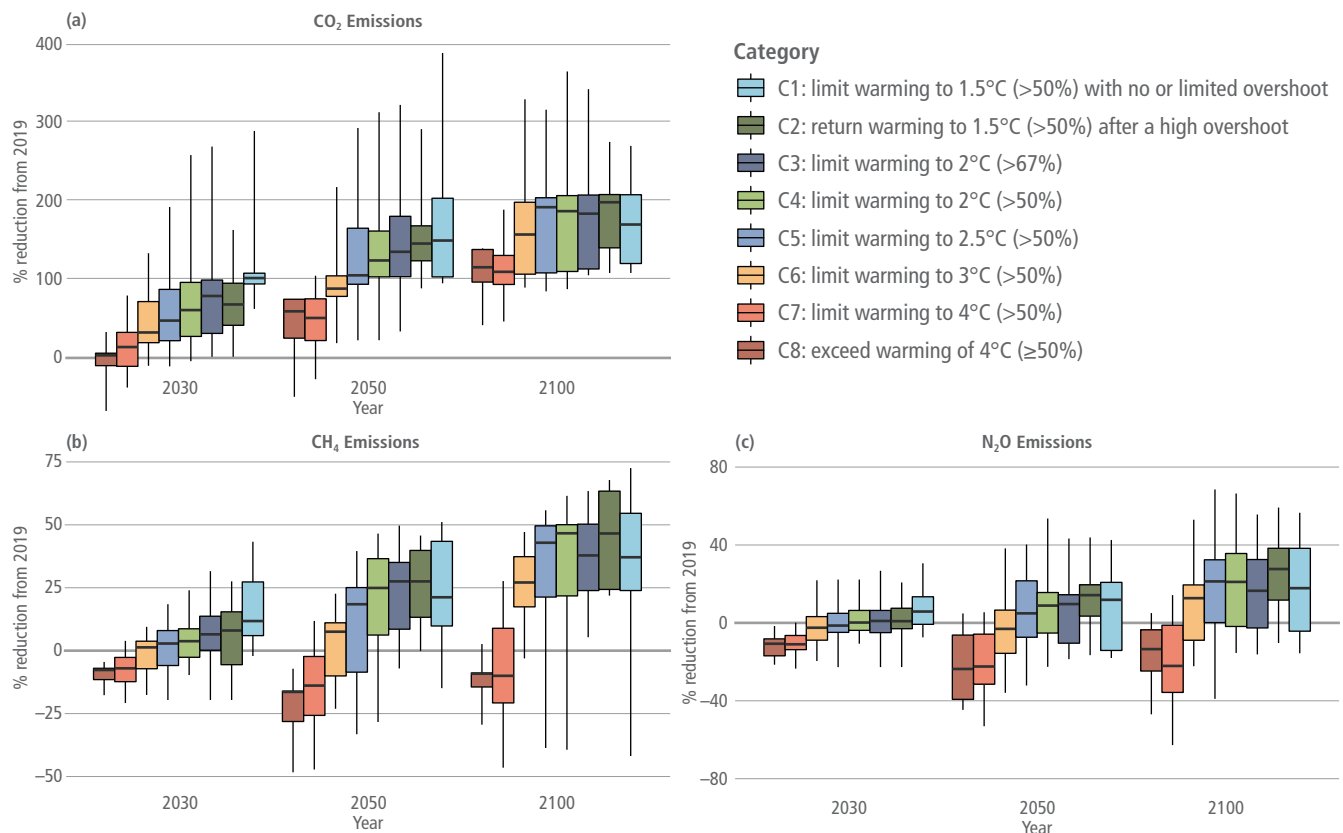 (a)
CO₂ Emissions
% reduction from 2019
400
300
200
100
0
2030
2050
2100
Year
Category
C1: limit warming to 1.5°C (>50%) with no or limited overshoot
C2: return warming to 1.5°C (>50%) after a high overshoot
C3: limit warming to 2°C (>67%)
C4: limit warming to 2°C (>50%)
C5: limit warming to 2.5°C (>50%)
C6: limit warming to 3°C (>50%)
C7: limit warming to 4°C (>50%)
C8: exceed warming of 4°C (≥50%)
(b)
CH₄ Emissions
% reduction from 2019
75
50
25
0
−25
−50
2030
2050
2100
Year
(c)
N₂O Emissions
% reduction from 2019
80
40
0
−40
−80
2030
2050
2100
Year